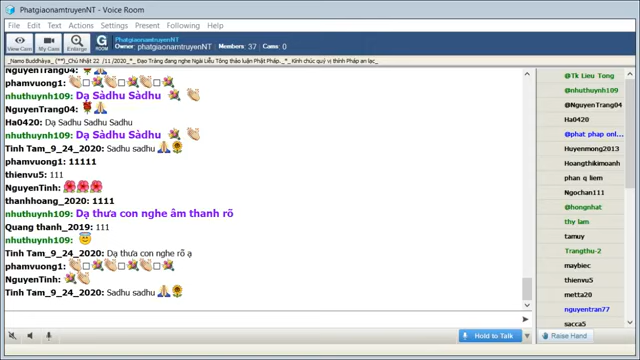 PhatgiaonamtruyenNT - Voice Room
File Edit Text Actions Settings Present Following Help
View Cam
My Cam
Enlarge
G
ROOM
PhatgiaonamtruyenNT
Owner phatgiaonamtruyenNT | Members: 37 Cams: 0
_Namo Buddhàya_ (**)_Chủ Nhật 22 /11 /2020_*_ Đạo Tràng đang nghe Ngài Liễu Tông thảo luận Phật Pháp._*_Kính chúc quý vị thính Pháp an lạc_
NguyenTrang04:
phamvuong1:
nhuthuynh109: Dạ Sàdhu Sàdhu
NguyenTrang04:
Ha0420: Dạ Sadhu Sadhu Sadhu
nhuthuynh109: Dạ Sàdhu Sàdhu
Tinh Tam_9_24_2020: Sadhu sadhu
phamvuong1: 11111
thienvu5: 111
NguyenTinh:
thanhhoang_2020: 1111
nhuthuynh109: Dạ thưa con nghe âm thanh rõ
Quang thanh_2019: 111
nhuthuynh109:
Tinh Tam_9_24_2020: Dạ thưa con nghe rõ ạ
phamvuong1:
NguyenTinh:
Tinh Tam_9_24_2020: Sadhu sadhu
@Tk Lieu Tong
@nhuthuynh109
@NguyenTrang04
Ha0420
@phat phap onl...
Huyenmong2013
Hoangthikimoanh
phan q liem
Ngochan111
@hongnhat
thy lam
tamuy
Trangthu-2
maybiec
thienvu5
metta20
nguyentran77
sacca5
Hold to Talk
Raise Hand